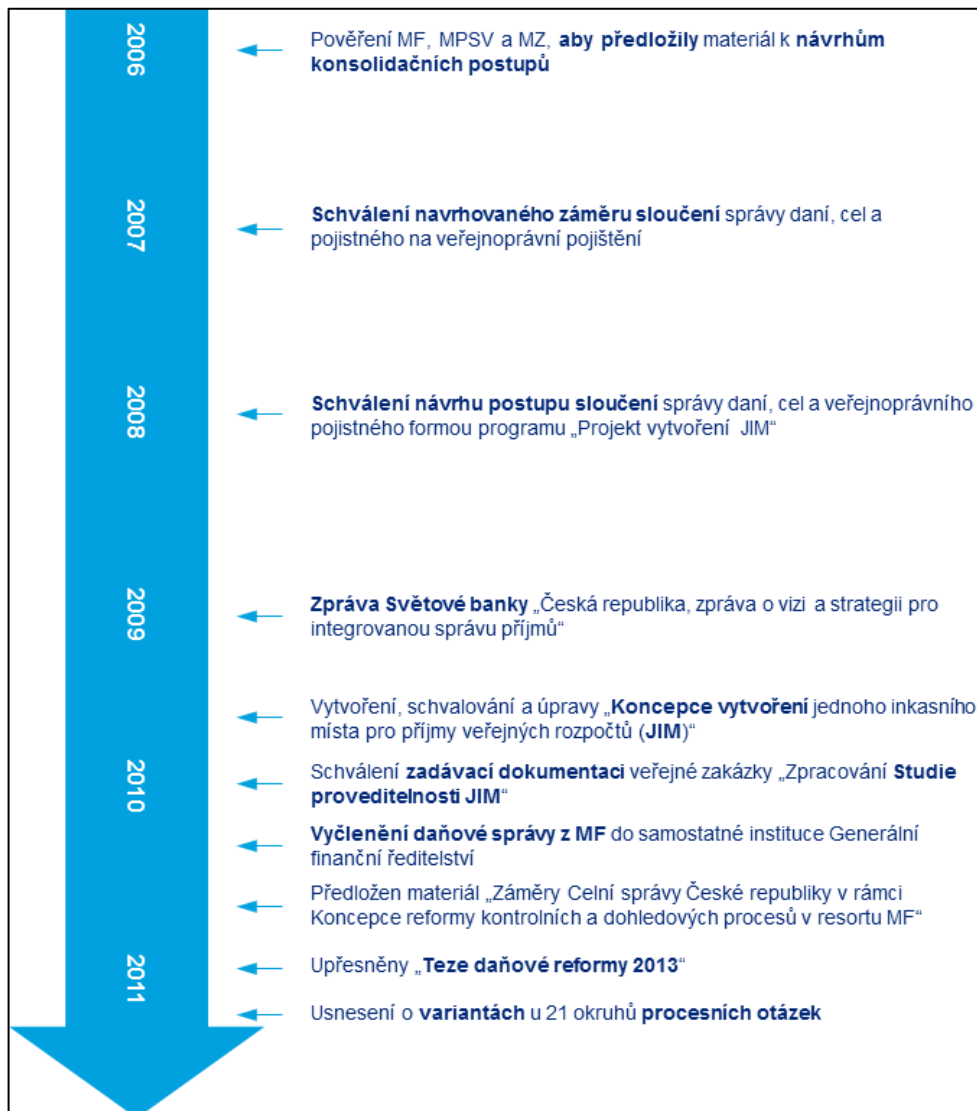 2006
Pověření MF, MPSV a MZ, aby předložily materiál k návrhům
konsolidačních postupů
2007
Schválení navrhovaného záměru sloučení správy daní, cel a
pojistného na veřejnoprávní pojištění
2008
Schválení návrhu postupu sloučení správy daní, cel a veřejnoprávního
pojistného formou programu „Projekt vytvoření JIM“
2009
Zpráva Světové banky „Česká republika, zpráva o vizi a strategii pro
integrovanou správu příjmů“
Vytvoření, schvalování a úpravy „Koncepce vytvoření jednoho inkasního
místa pro příjmy veřejných rozpočtů (JIM)“
2010
Schválení zadávací dokumentaci veřejné zakázky „Zpracování Studie
proveditelnosti JIM“
Vyčlenění daňové správy z MF do samostatné instituce Generální
finanční ředitelství
Předložen materiál „Záměry Celní správy České republiky v rámci
Koncepce reformy kontrolních a dohledových procesů v resortu MF“
2011
Upřesněny „Teze daňové reformy 2013“
Usnesení o variantách u 21 okruhů procesních otázek